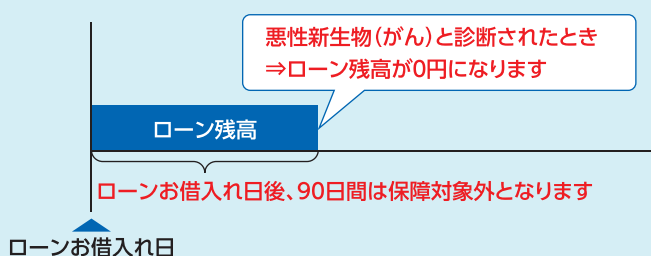 悪性新生物（がん）と診断されたとき
⇒ローン残高が0円になります
ローン残高
ローンお借入れ日後、90日間は保障対象外となります
ローンお借入れ日